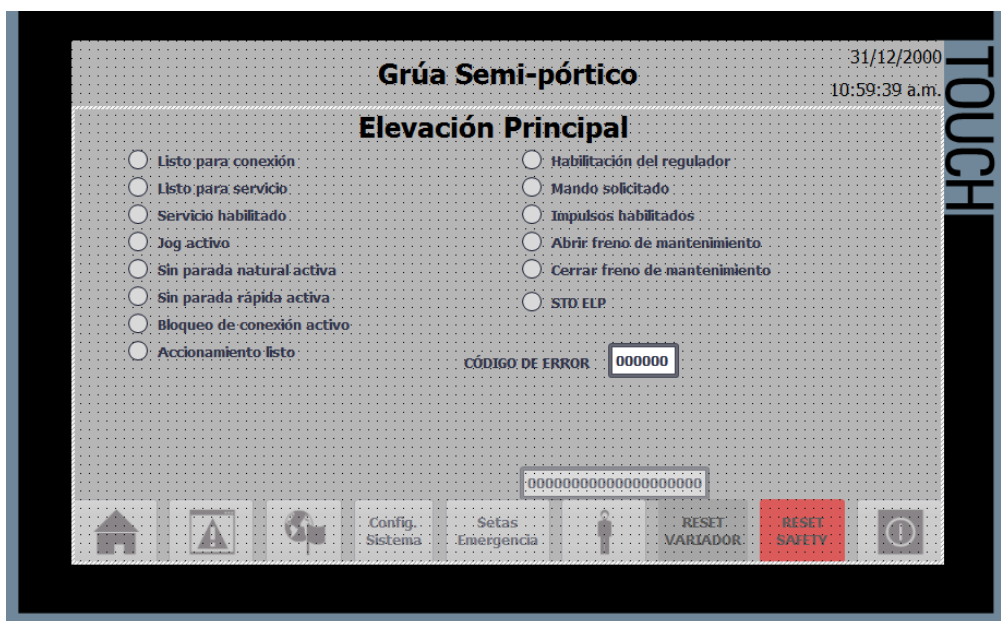 31/12/2000
Grúa Semi-pórtico
10:59:39 a.m.
TOUCH
Elevación Principal
Listo para conexión
Listo para servicio
Servicio habilitado
Jog activo
Sin parada natural activa
Sin parada rápida activa
Bloqueo de conexión activo
Accionamiento listo
Habilitación del regulador
Mando solicitado
Impulsos habilitados
Abrir freno de mantenimiento
Cerrar freno de mantenimiento
STO ELP
CÓDIGO DE ERROR 000000
00000000000000000000
Config.
Sistema
Setas
Emergencia
RESET
VARIADOR
RESET
SAFETY